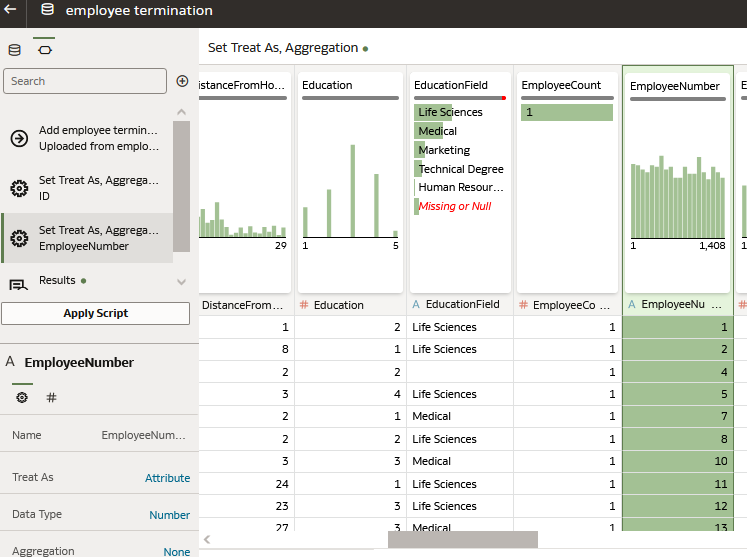 employee termination
Set Treat As, Aggregation
Search
Add employee termin...
Uploaded from emplo...
Set Treat As, Aggrega...
ID
Set Treat As, Aggrega...
EmployeeNumber
Results
Apply Script
A EmployeeNumber
#
Name EmployeeNum...
Treat As Attribute
Data Type Number
Aggregation None
istanceFromHo... Education EducationField EmployeeCount EmployeeNumber E
Life Sciences 1
Medical
Marketing
Technical Degree
Human Resour...
Missing or Null
29 1 5 1 1,408 1
DistanceFrom... # Education A EducationField # EmployeeCo ... A EmployeeNu ... #
1 2 Life Sciences 1 1
8 1 Life Sciences 1 2
2 2 1 4
3 4 Life Sciences 1 5
2 1 Medical 1 7
2 2 Life Sciences 1 8
3 3 Medical 1 10
24 1 Life Sciences 1 11
23 3 Life Sciences 1 12
27 3 Medical 1 13